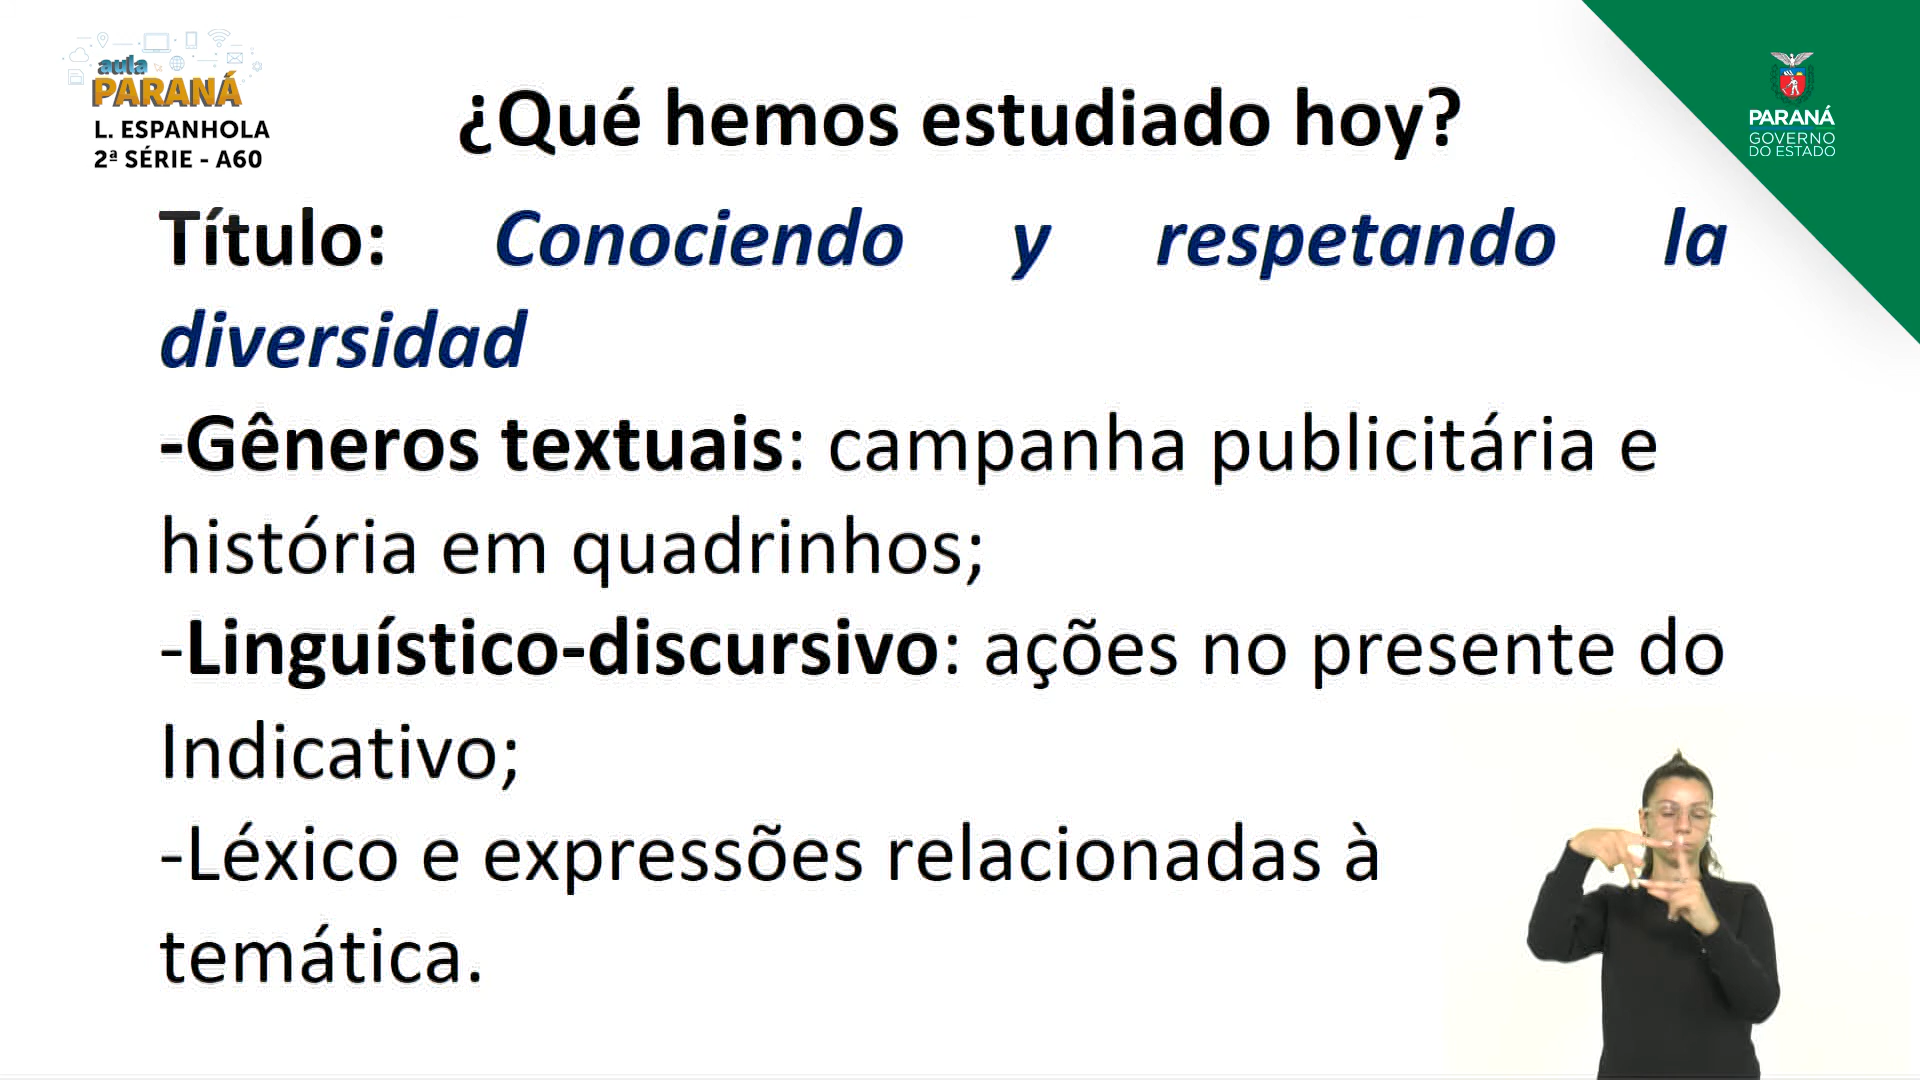 aula
PARANÁ
L. ESPANHOLA
2ª SÉRIE - A60
¿Qué hemos estudiado hoy?
PARANÁ
GOVERNO
DO ESTADO
Título: Conociendo y respetando la
diversidad
-Gêneros textuais: campanha publicitária e
história em quadrinhos;
-Linguístico-discursivo: ações no presente do
Indicativo;
-Léxico e expressões relacionadas à
temática.